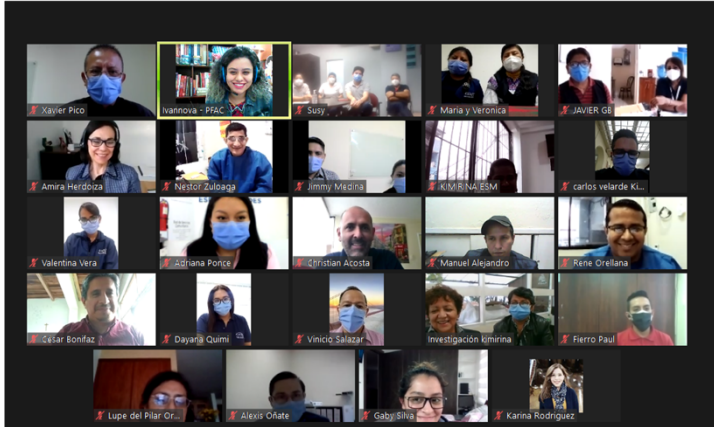 Xavier Pico
Ivannova - PFAC
Susy
Maria y Veronica
JAVIER GB
Amira Herdoiza
Nestor Zuloaga
Jimmy Medina
KIMIRINA ESM
carlos velarde Ki...
Valentina Vera
Adriana Ponce
Christian Acosta
Manuel Alejandro
Rene Orellana
Cesar Bonifaz
Dayana Quimi
Vinicio Salazar
Investigación kimirina
Fierro Paul
Lupe del Pilar Or...
Alexis Oñate
Gaby Silva
Karina Rodriguez